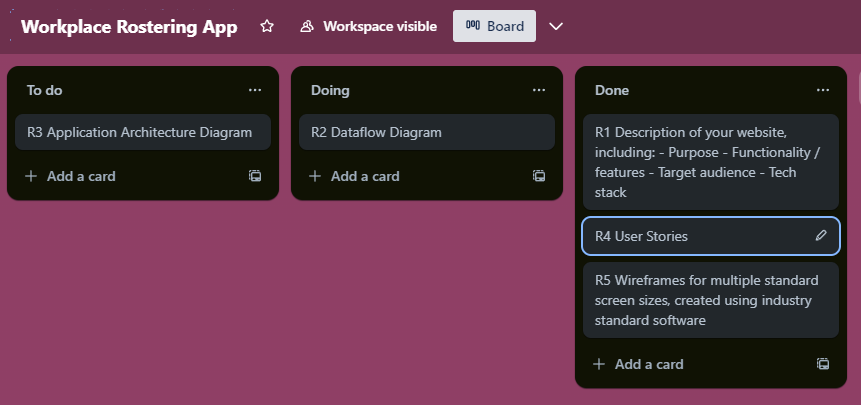 Workplace Rostering App
Workspace visible
Board
To do
R3 Application Architecture Diagram
Add a card
Doing
R2 Dataflow Diagram
Add a card
Done
R1 Description of your website,
including: - Purpose - Functionality /
features - Target audience - Tech
stack
R4 User Stories
R5 Wireframes for multiple standard
screen sizes, created using industry
standard software
Add a card